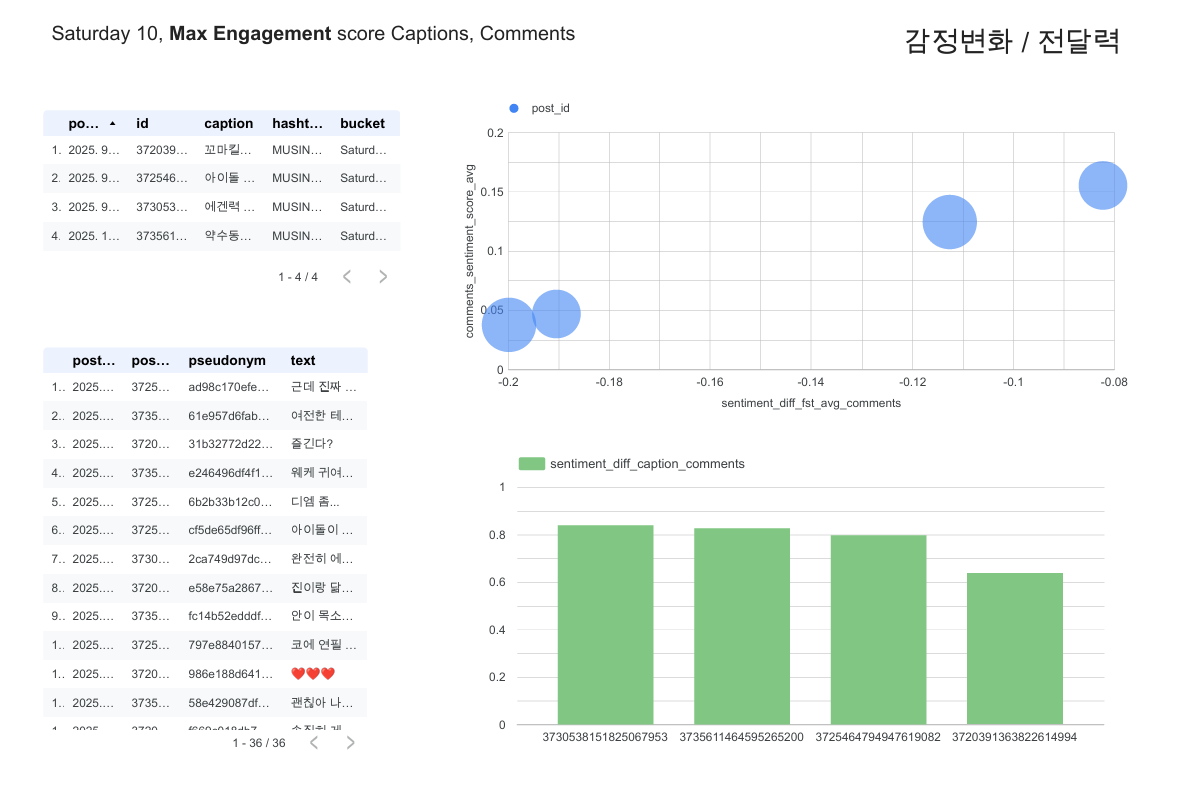 Saturday 10, Max Engagement score Captions, Comments
감정변화 / 전달력
po… id caption hasht… bucket
1. 2025. 9… 372039… 꼬마킬… MUSIN… Saturd…
2. 2025. 9… 372546… 아이돌 … MUSIN… Saturd…
3. 2025. 9… 373053… 에겐력 … MUSIN… Saturd…
4. 2025. 1… 373561… 약수동… MUSIN… Saturd…
1 - 4 / 4
post… pos… pseudonym text
1.. 2025.… 3725… ad98c170efe… 근데 진짜 …
2.. 2025.… 3735… 61e957d6fab… 여전한 테…
3.. 2025.… 3720… 31b32772d22… 즐긴다?
4.. 2025.… 3735… e246496df4f1… 웨케 귀여…
5.. 2025.… 3725… 6b2b33b12c0… 디엠 좀...
6.. 2025.… 3725… cf5de65df96ff… 아이돌이 …
7.. 2025.… 3730… 2ca749d97dc… 완전히 에…
8.. 2025.… 3720… e58e75a2867… 진이랑 닮…
9.. 2025.… 3735… fc14b52edddf… 안이 목소…
1.. 2025.… 3725… 797e8840157… 코에 연필 …
1.. 2025.… 3720… 986e188d641… ❤️❤️❤️
1.. 2025.… 3735… 58e429087df… 괜칞아 나…
1 - 36 / 36
post_id
comments_sentiment_score_avg
0.2
0.15
0.1
0.05
0
-0.2 -0.18 -0.16 -0.14 -0.12 -0.1 -0.08
sentiment_diff_fst_avg_comments
sentiment_diff_caption_comments
1
0.8
0.6
0.4
0.2
0
3730538151825067953 3735611464595265200 3725464794947619082 3720391363822614994